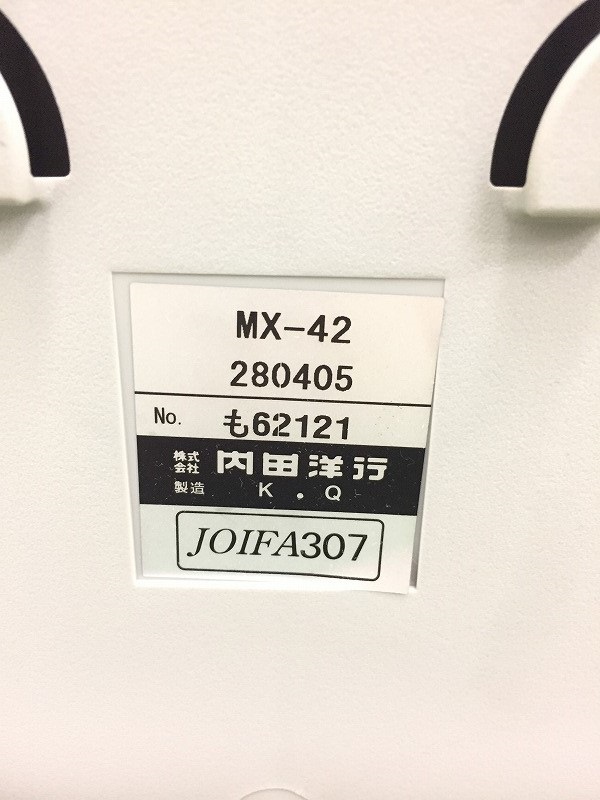 MX-42
280405
No. も62121
株式会社 内田洋行
製造 K.Q
JOIFA307